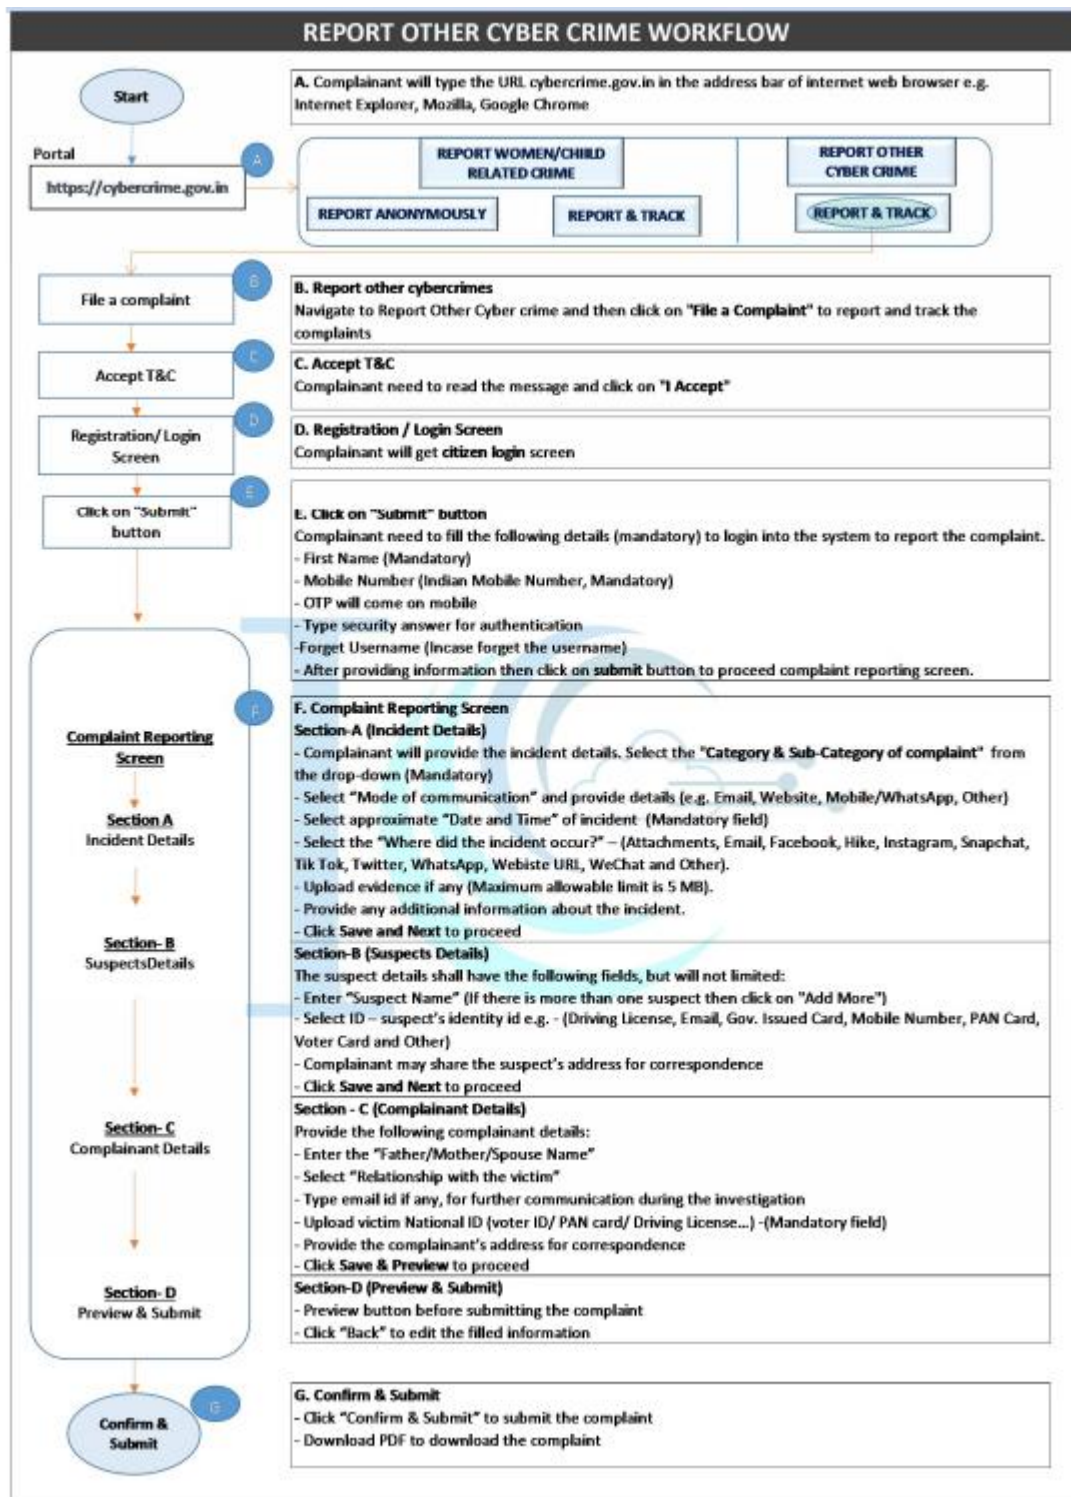 REPORT OTHER CYBER CRIME WORKFLOW
Start
A. Complainant will type the URL cybercrime.gov.in in the address bar of internet web browser e.g.
Internet Explorer, Mozilla, Google Chrome
Portal
A
https://cybercrime.gov.in
REPORT WOMEN/CHIILD
RELATED CRIME
REPORT OTHER
CYBER CRIME
REPORT ANONYMOUSLY
REPORT & TRACK
REPORT & TRACK
File a complaint
B
B. Report other cybercrimes
Navigate to Report Other Cyber crime and then click on "File a Complaint" to report and track the
complaints
Accept T&C
C
C. Accept T&C
Complainant need to read the message and click on "I Accept"
Registration/ Login
Screen
D
D. Registration / Login Screen
Complainant will get citizen login screen
Click on "Submit"
button
E
E. Click on "Submit" button
Complainant need to fill the following details (mandatory) to login into the system to report the complaint.
- First Name (Mandatory)
- Mobile Number (Indian Mobile Number, Mandatory)
- OTP will come on mobile
- Type security answer for authentication
-Forget Username (Incase forget the username)
- After providing information then click on submit button to proceed complaint reporting screen.
Complaint Reporting
Screen
Section A
Incident Details
Section- B
SuspectsDetails
Section- C
Complainant Details
Section- D
Preview & Submit
F
F. Complaint Reporting Screen
Section-A (Incident Details)
- Complainant will provide the incident details. Select the "Category & Sub-Category of complaint" from
the drop-down (Mandatory)
- Select “Mode of communication” and provide details (e.g. Email, Website, Mobile/WhatsApp, Other)
- Select approximate “Date and Time” of incident (Mandatory field)
- Select the “Where did the incident occur?” – (Attachments, Email, Facebook, Hike, Instagram, Snapchat,
Tik Tok, Twitter, WhatsApp, Webiste URL, WeChat and Other).
- Upload evidence if any (Maximum allowable limit is 5 MB).
- Provide any additional information about the incident.
- Click Save and Next to proceed
Section-B (Suspects Details)
The suspect details shall have the following fields, but will not limited:
- Enter “Suspect Name” (If there is more than one suspect then click on "Add More")
- Select ID – suspect’s identity id e.g. - (Driving License, Email, Gov. Issued Card, Mobile Number, PAN Card,
Voter Card and Other)
- Complainant may share the suspect’s address for correspondence
- Click Save and Next to proceed
Section - C (Complainant Details)
Provide the following complainant details:
- Enter the “Father/Mother/Spouse Name”
- Select “Relationship with the victim”
- Type email id if any, for further communication during the investigation
- Upload victim National ID (voter ID/ PAN card/ Driving License...) -(Mandatory field)
- Provide the complainant’s address for correspondence
- Click Save & Preview to proceed
Section-D (Preview & Submit)
- Preview button before submitting the complaint
- Click “Back” to edit the filled information
Confirm &
Submit
G
G. Confirm & Submit
- Click “Confirm & Submit” to submit the complaint
- Download PDF to download the complaint